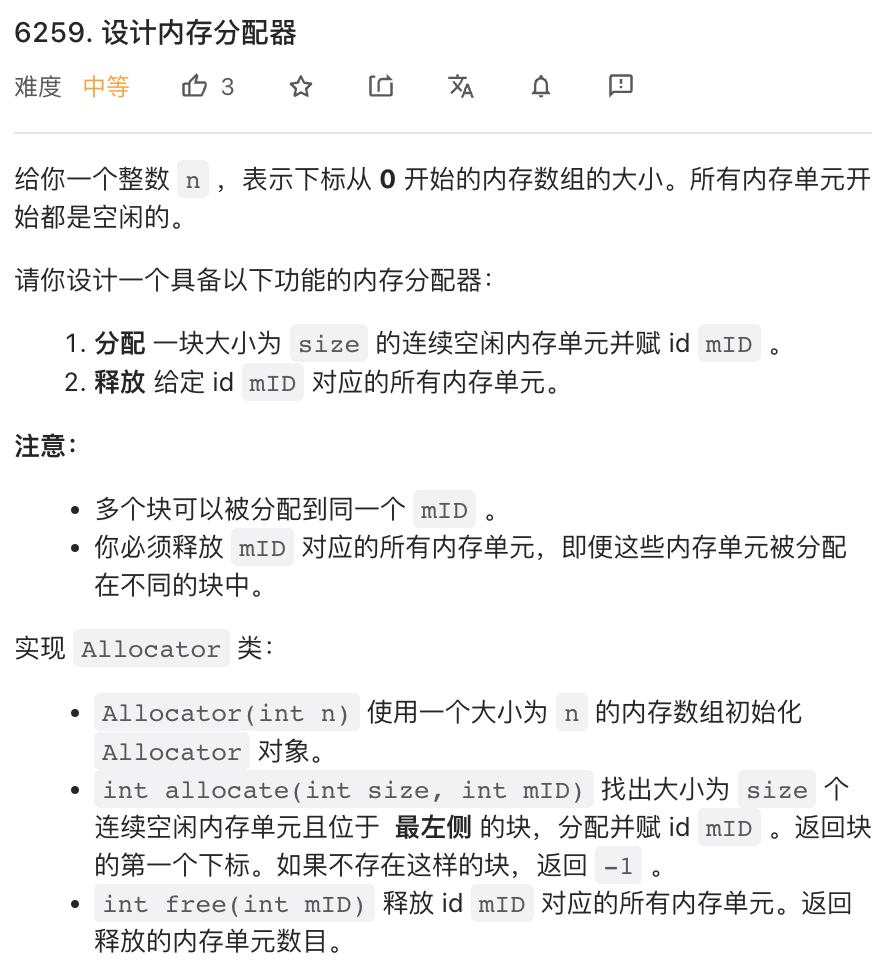 6259. 设计内存分配器
难度 中等 3
给你一个整数 n ，表示下标从 0 开始的内存数组的大小。所有内存单元开
始都是空闲的。
请你设计一个具备以下功能的内存分配器：
1. 分配 一块大小为 size 的连续空闲内存单元并赋 id mID 。
2. 释放 给定 id mID 对应的所有内存单元。
注意：
• 多个块可以被分配到同一个 mID 。
• 你必须释放 mID 对应的所有内存单元，即便这些内存单元被分配
在不同的块中。
实现 Allocator 类：
• Allocator(int n) 使用一个大小为 n 的内存数组初始化
Allocator 对象。
• int allocate(int size, int mID) 找出大小为 size 个
连续空闲内存单元且位于 最左侧 的块，分配并赋 id mID 。返回块
的第一个下标。如果不存在这样的块，返回 -1 。
• int free(int mID) 释放 id mID 对应的所有内存单元。返回
释放的内存单元数目。